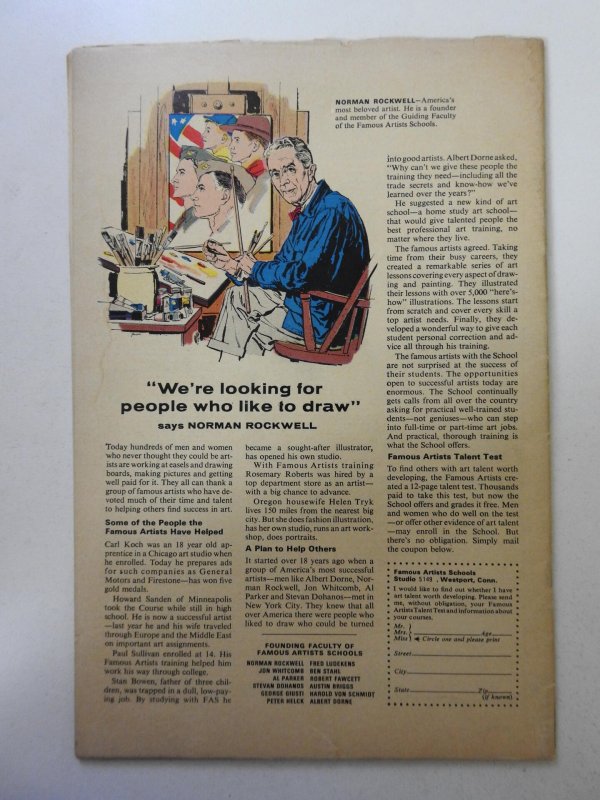 NORMAN ROCKWELL—America's
most beloved artist. He is a founder
and member of the Guiding Faculty
of the Famous Artists Schools.
"We're looking for
people who like to draw"
says NORMAN ROCKWELL
Today hundreds of men and women
who never thought they could be art-
ists are working at easels and drawing
boards, making pictures and getting
well paid for it. They all can thank a
group of famous artists who have de-
voted much of their time and talent
to helping others find success in art.
Some of the People the
Famous Artists Have Helped
Carl Koch was an 18 year old ap-
prentice in a Chicago art studio when
he enrolled. Today he prepares ads
for such companies as General
Motors and Firestone—has won five
gold medals.
Howard Sanden of Minneapolis
took the Course while still in high
school. He is now a successful artist
—last year he and his wife traveled
through Europe and the Middle East
on important art assignments.
Paul Sullivan enrolled at 14. His
Famous Artists training helped him
work his way through college.
Stan Bowen, father of three chil-
dren, was trapped in a dull, low-pay-
ing job. By studying with FAS he
became a sought-after illustrator,
has opened his own studio.
With Famous Artists training
Rosemary Roberts was hired by a
top department store as an artist—
with a big chance to advance.
Oregon housewife Helen Tryk
lives 150 miles from the nearest big
city. But she does fashion illustration,
has her own studio, runs an art work-
shop, does portraits.
A Plan to Help Others
It started over 18 years ago when a
group of America's most successful
artists—men like Albert Dorne, Nor-
man Rockwell, Jon Whitcomb, Al
Parker and Stevan Dohanos—met in
New York City. They knew that all
over America there were people who
liked to draw who could be turned
FOUNDING FACULTY OF
FAMOUS ARTISTS SCHOOLS
NORMAN ROCKWELL FRED LUDEKENS
JON WHITCOMB BEN STAHL
AL PARKER ROBERT FAWCETT
STEVAN DOHANOS AUSTIN BRIGGS
GEORGE GIUSTI HAROLD VON SCHMIDT
PETER HELCK ALBERT DORNE
into good artists. Albert Dorne asked,
"Why can't we give these people the
training they need—including all the
trade secrets and know-how we've
learned over the years?"
He suggested a new kind of art
school—a home study art school—
that would give talented people the
best professional art training, no
matter where they live.
The famous artists agreed. Taking
time from their busy careers, they
created a remarkable series of art
lessons covering every aspect of draw-
ing and painting. They illustrated
their lessons with over 5,000 "here's-
how" illustrations. The lessons start
from scratch and cover every skill a
top artist needs. Finally, they de-
veloped a wonderful way to give each
student personal correction and ad-
vice all through his training.
The famous artists with the School
are not surprised at the success of
their students. The opportunities
open to successful artists today are
enormous. The School continually
gets calls from all over the country
asking for practical well-trained stu-
dents—not geniuses—who can step
into full-time or part-time art jobs.
And practical, thorough training is
what the School offers.
Famous Artists Talent Test
To find others with art talent worth
developing, the Famous Artists cre-
ated a 12-page talent test. Thousands
paid to take this test, but now the
School offers and grades it free. Men
and women who do well on the test
—or offer other evidence of art talent
—may enroll in the School. But
there's no obligation. Simply mail
the coupon below.
Famous Artists Schools
Studio 5149, Westport, Conn.
I would like to find out whether I have
art talent worth developing. Please send
me, without obligation, your Famous
Artists Talent Test and information about
your courses.
Mr.
Mrs. Age
Miss Circle one and please print
Street
City
State Zip
(if known)